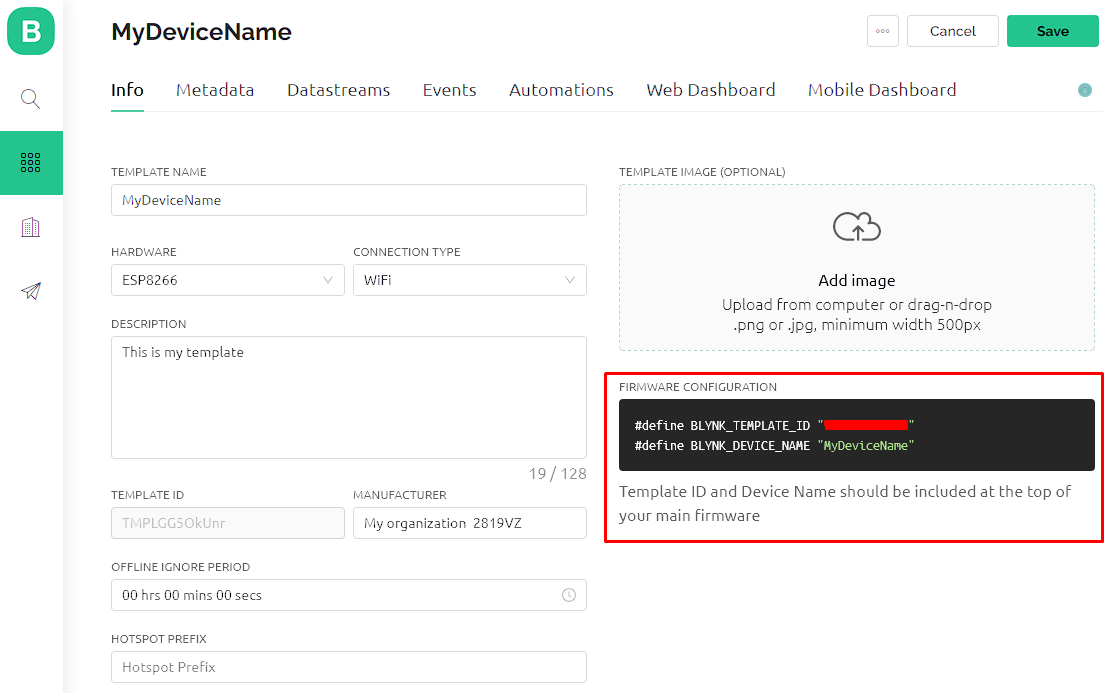 B
MyDeviceName
Cancel
Save
Info Metadata Datastreams Events Automations Web Dashboard Mobile Dashboard
TEMPLATE NAME
MyDeviceName
HARDWARE
ESP8266
CONNECTION TYPE
WiFi
DESCRIPTION
This is my template
19 / 128
TEMPLATE ID
TMPLGG5OkUnr
MANUFACTURER
My organization 2819VZ
OFFLINE IGNORE PERIOD
00 hrs 00 mins 00 secs
HOTSPOT PREFIX
Hotspot Prefix
TEMPLATE IMAGE (OPTIONAL)
Add image
Upload from computer or drag-n-drop
.png or .jpg, minimum width 500px
FIRMWARE CONFIGURATION
#define BLYNK_TEMPLATE_ID ""
#define BLYNK_DEVICE_NAME "MyDeviceName"
Template ID and Device Name should be included at the top of
your main firmware